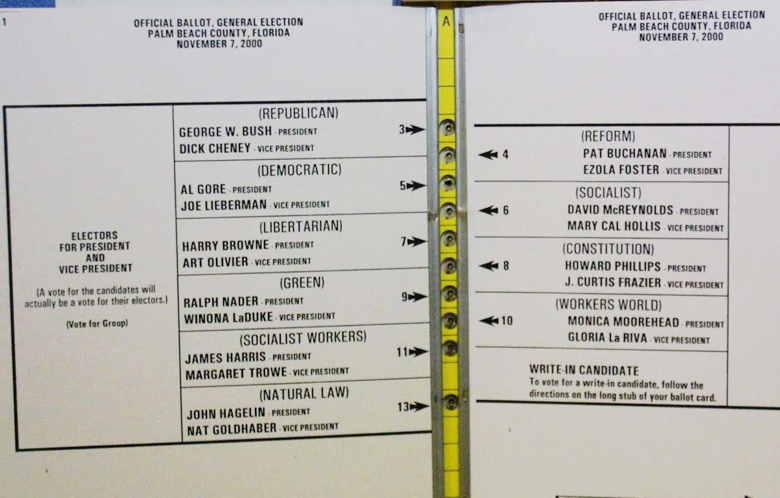 1
OFFICIAL BALLOT, GENERAL ELECTION
PALM BEACH COUNTY, FLORIDA
NOVEMBER 7, 2000
ELECTORS
FOR PRESIDENT
AND
VICE PRESIDENT
(A vote for the candidates will
actually be a vote for their electors.)
(Vote for Group)
(REPUBLICAN)
GEORGE W. BUSH - PRESIDENT
DICK CHENEY - VICE PRESIDENT
3
(DEMOCRATIC)
AL GORE - PRESIDENT
JOE LIEBERMAN - VICE PRESIDENT
5
(LIBERTARIAN)
HARRY BROWNE - PRESIDENT
ART OLIVIER - VICE PRESIDENT
7
(GREEN)
RALPH NADER - PRESIDENT
WINONA LaDUKE - VICE PRESIDENT
9
(SOCIALIST WORKERS)
JAMES HARRIS - PRESIDENT
MARGARET TROWE - VICE PRESIDENT
11
(NATURAL LAW)
JOHN HAGELIN - PRESIDENT
NAT GOLDHABER - VICE PRESIDENT
13
A
OFFICIAL BALLOT, GENERAL ELECTION
PALM BEACH COUNTY, FLORIDA
NOVEMBER 7, 2000
(REFORM)
4
PAT BUCHANAN - PRESIDENT
EZOLA FOSTER - VICE PRESIDENT
(SOCIALIST)
6
DAVID McREYNOLDS - PRESIDENT
MARY CAL HOLLIS - VICE PRESIDENT
(CONSTITUTION)
8
HOWARD PHILLIPS - PRESIDENT
J. CURTIS FRAZIER - VICE PRESIDENT
(WORKERS WORLD)
10
MONICA MOOREHEAD - PRESIDENT
GLORIA La RIVA - VICE PRESIDENT
WRITE-IN CANDIDATE
To vote for a write-in candidate, follow the
directions on the long stub of your ballot card.